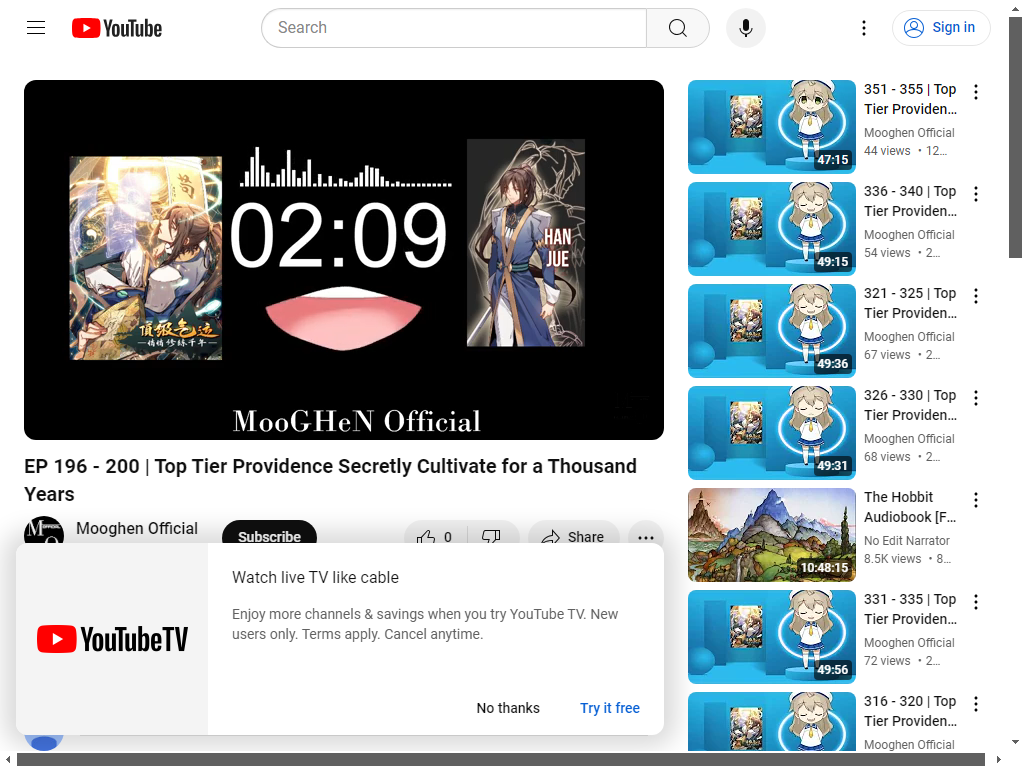 YouTube
Search
Sign in
02:09
HAN
JUE
頂級气运
悄悄修练千年
MooGHeN Official
EP 196 - 200 | Top Tier Providence Secretly Cultivate for a Thousand
Years
Mooghen Official
Subscribe
0
Share
YouTubeTV
Watch live TV like cable
Enjoy more channels & savings when you try YouTube TV. New
users only. Terms apply. Cancel anytime.
No thanks
Try it free
351 - 355 | Top
Tier Providen...
Mooghen Official
44 views • 12...
47:15
336 - 340 | Top
Tier Providen...
Mooghen Official
54 views • 2...
49:15
321 - 325 | Top
Tier Providen...
Mooghen Official
67 views • 2...
49:36
326 - 330 | Top
Tier Providen...
Mooghen Official
68 views • 2...
49:31
The Hobbit
Audiobook [F...
No Edit Narrator
8.5K views • 8...
10:48:15
331 - 335 | Top
Tier Providen...
Mooghen Official
72 views • 2...
49:56
316 - 320 | Top
Tier Providen...
Mooghen Official